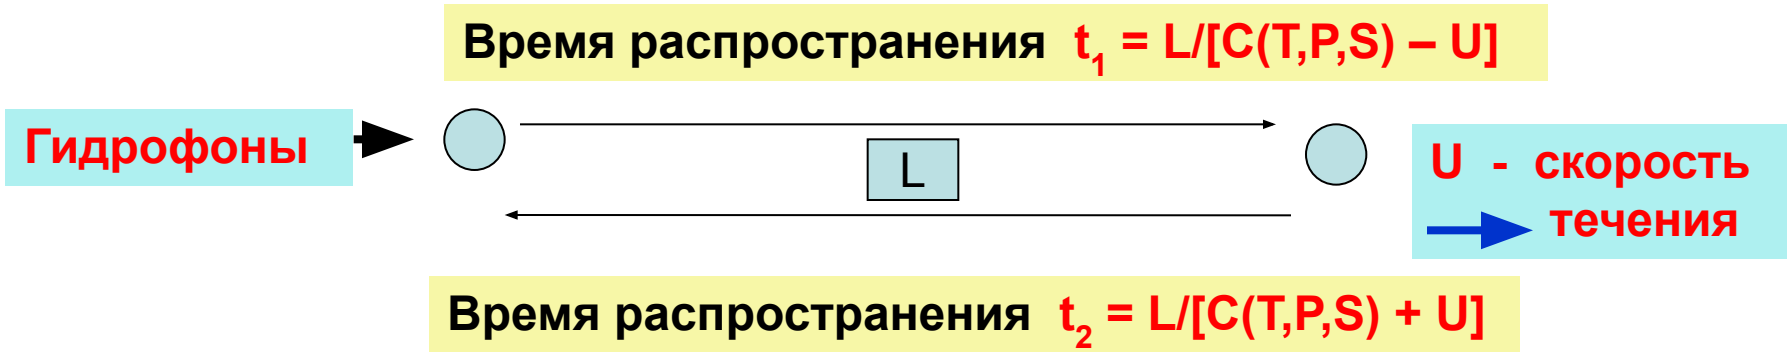 Время распространения t₁ = L/[C(T,P,S) – U]
Гидрофоны
L
U - скорость
течения
Время распространения t₂ = L/[C(T,P,S) + U]